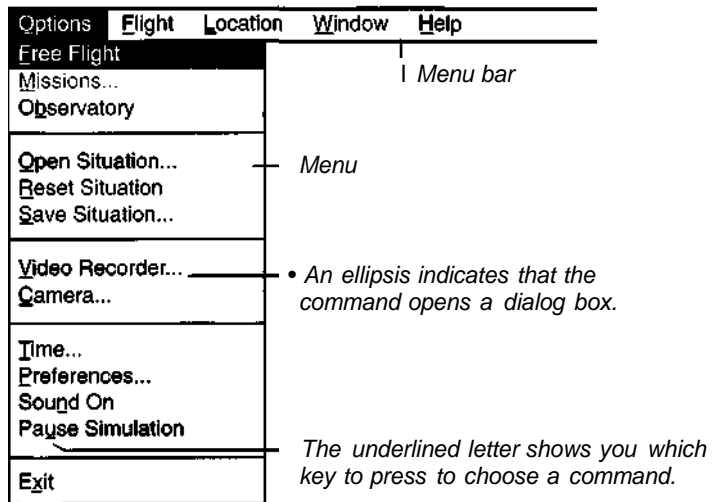 Options Flight Location Window Help
Free Flight
Missions...
Observatory
Menu bar
Open Situation...
Reset Situation
Save Situation...
Menu
Video Recorder...
Camera...
• An ellipsis indicates that the
command opens a dialog box.
Time...
Preferences...
Sound On
Pause Simulation
Exit
The underlined letter shows you which
key to press to choose a command.